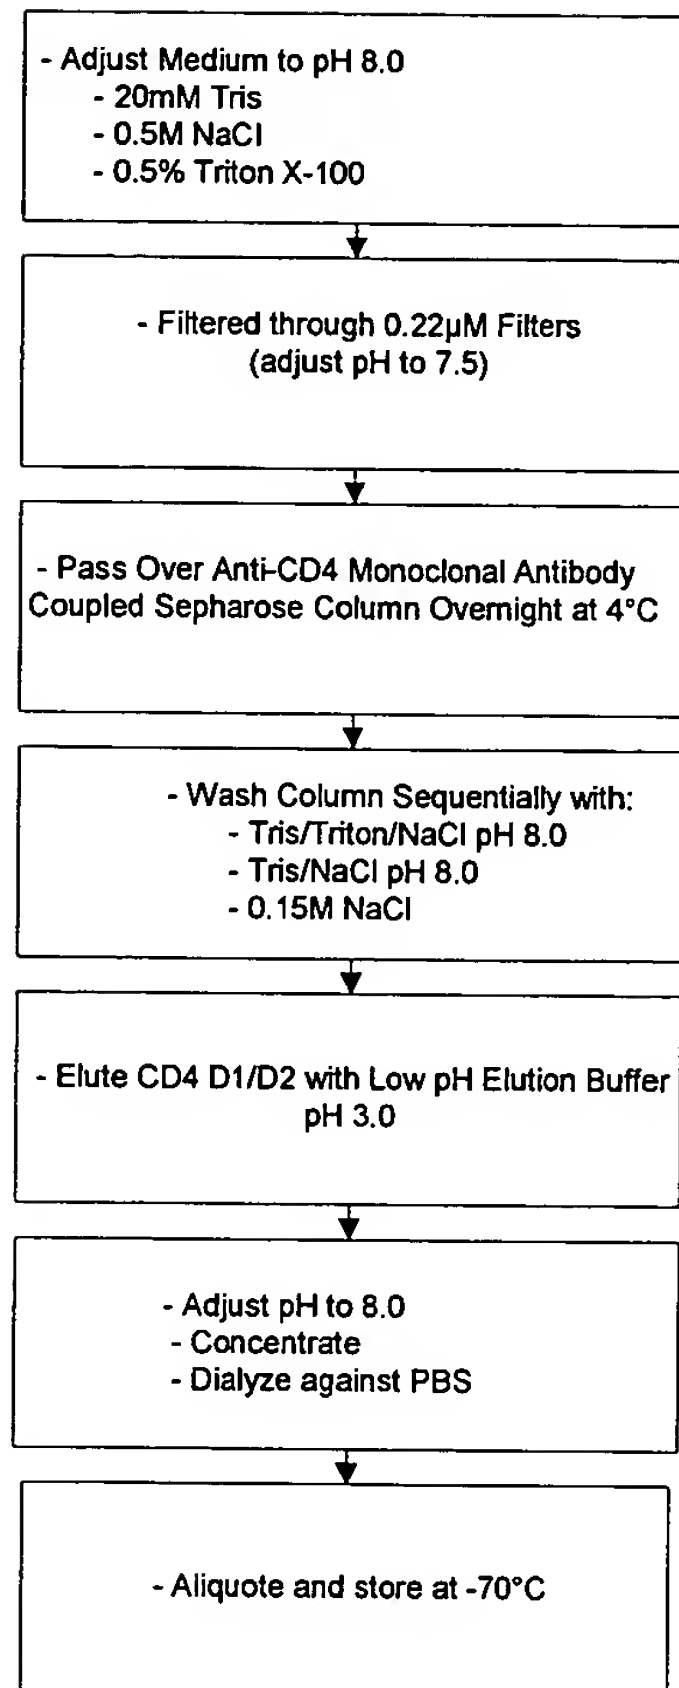 - Adjust Medium to pH 8.0
- 20mM Tris
- 0.5M NaCl
- 0.5% Triton X-100
- Filtered through 0.22µM Filters
(adjust pH to 7.5)
- Pass Over Anti-CD4 Monoclonal Antibody
Coupled Sepharose Column Overnight at 4°C
- Wash Column Sequentially with:
- Tris/Triton/NaCl pH 8.0
- Tris/NaCl pH 8.0
- 0.15M NaCl
- Elute CD4 D1/D2 with Low pH Elution Buffer
pH 3.0
- Adjust pH to 8.0
- Concentrate
- Dialyze against PBS
- Aliquote and store at -70°C